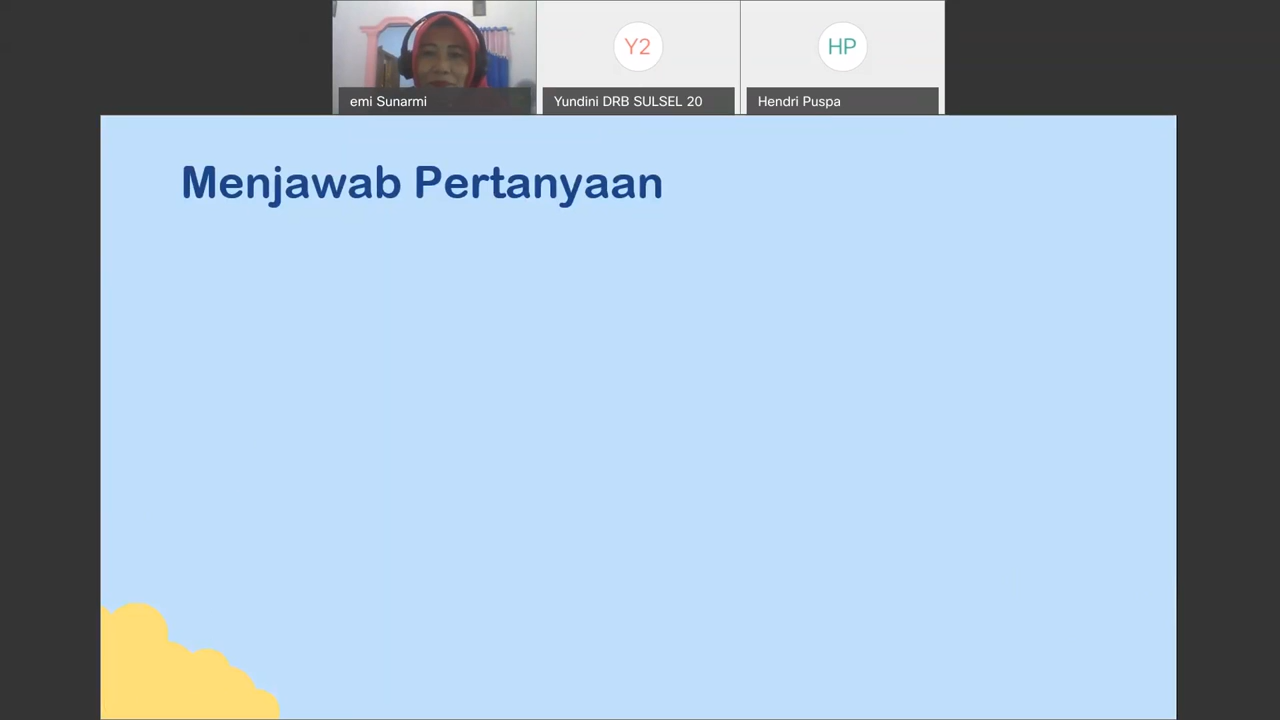 Y2
HP
emi Sunarmi
Yundini DRB SULSEL 20
Hendri Puspa
Menjawab Pertanyaan